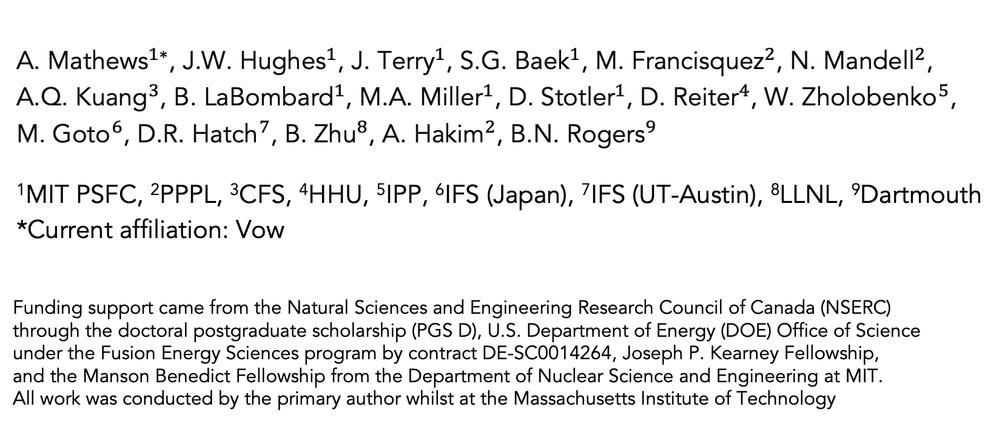 A. Mathews¹*, J.W. Hughes¹, J. Terry¹, S.G. Baek¹, M. Francisquez², N. Mandell²,
A.Q. Kuang³, B. LaBombard¹, M.A. Miller¹, D. Stotler¹, D. Reiter⁴, W. Zholobenko⁵,
M. Goto⁶, D.R. Hatch⁷, B. Zhu⁸, A. Hakim², B.N. Rogers⁹
¹MIT PSFC, ²PPPL, ³CFS, ⁴HHU, ⁵IPP, ⁶IFS (Japan), ⁷IFS (UT-Austin), ⁸LLNL, ⁹Dartmouth
*Current affiliation: Vow
Funding support came from the Natural Sciences and Engineering Research Council of Canada (NSERC)
through the doctoral postgraduate scholarship (PGS D), U.S. Department of Energy (DOE) Office of Science
under the Fusion Energy Sciences program by contract DE-SC0014264, Joseph P. Kearney Fellowship,
and the Manson Benedict Fellowship from the Department of Nuclear Science and Engineering at MIT.
All work was conducted by the primary author whilst at the Massachusetts Institute of Technology